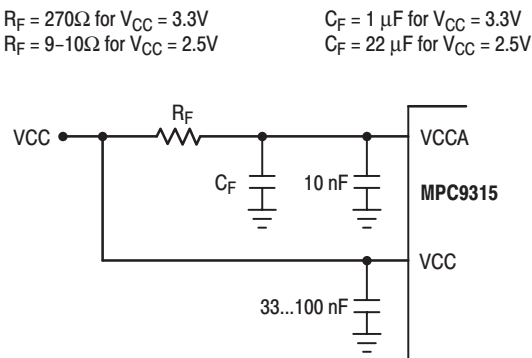 R_F = 270Ω for V_CC = 3.3V
C_F = 1 μF for V_CC = 3.3V
R_F = 9–10Ω for V_CC = 2.5V
C_F = 22 μF for V_CC = 2.5V
R_F
VCC
VCCA
C_F
10 nF
MPC9315
VCC
33...100 nF